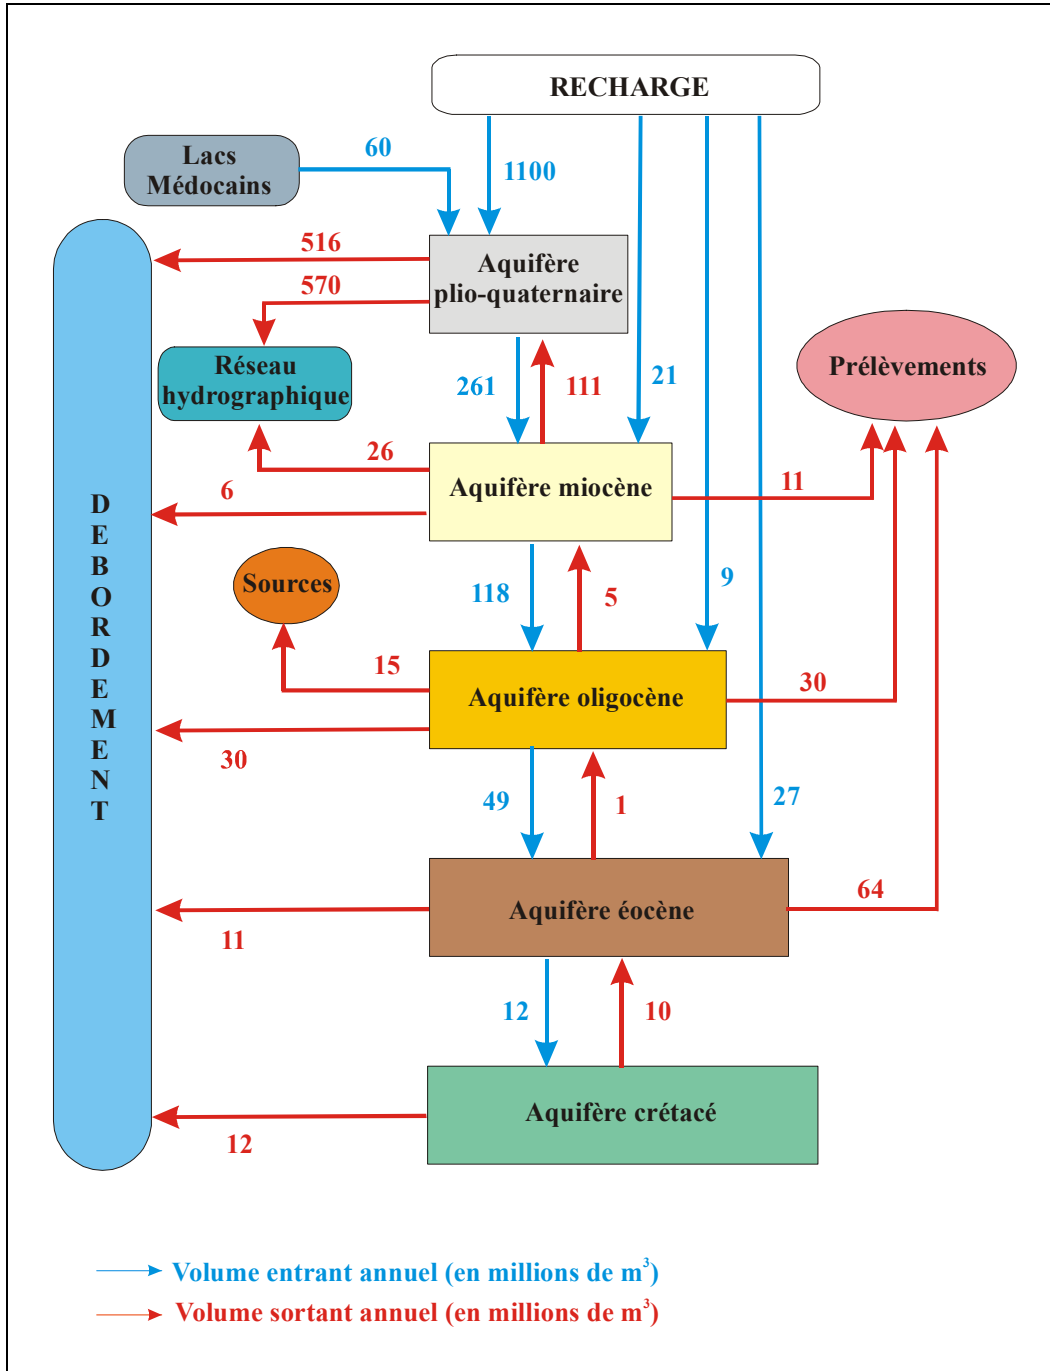 RECHARGE
Lacs
Médocains
60
1100
516
Aquifère
plio-quaternaire
570
Réseau
hydrographique
Prélèvements
261
111
21
26
Aquifère miocène
11
6
DEBORDEMENT
Sources
118
5
9
15
Aquifère oligocène
30
30
49
1
27
64
Aquifère éocène
11
12
10
Aquifère crétacé
12
Volume entrant annuel (en millions de m³)
Volume sortant annuel (en millions de m³)